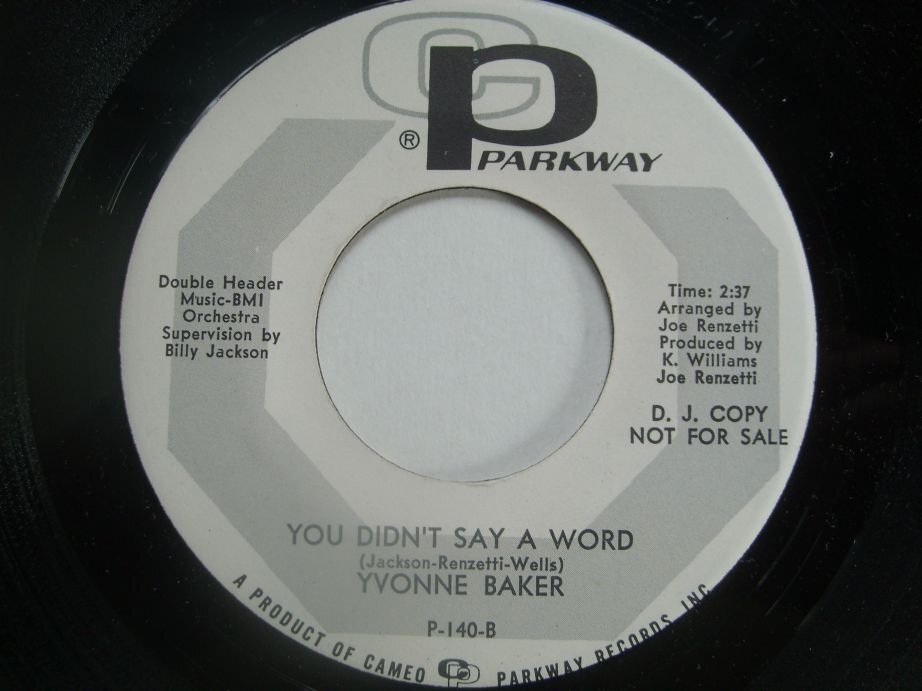 C
P
® PARKWAY
Double Header
Music-BMI
Orchestra
Supervision by
Billy Jackson
Time: 2:37
Arranged by
Joe Renzetti
Produced by
K. Williams
Joe Renzetti
D. J. COPY
NOT FOR SALE
YOU DIDN'T SAY A WORD
(Jackson-Renzetti-Wells)
YVONNE BAKER
P-140-B
A PRODUCT OF CAMEO CP PARKWAY RECORDS, INC.